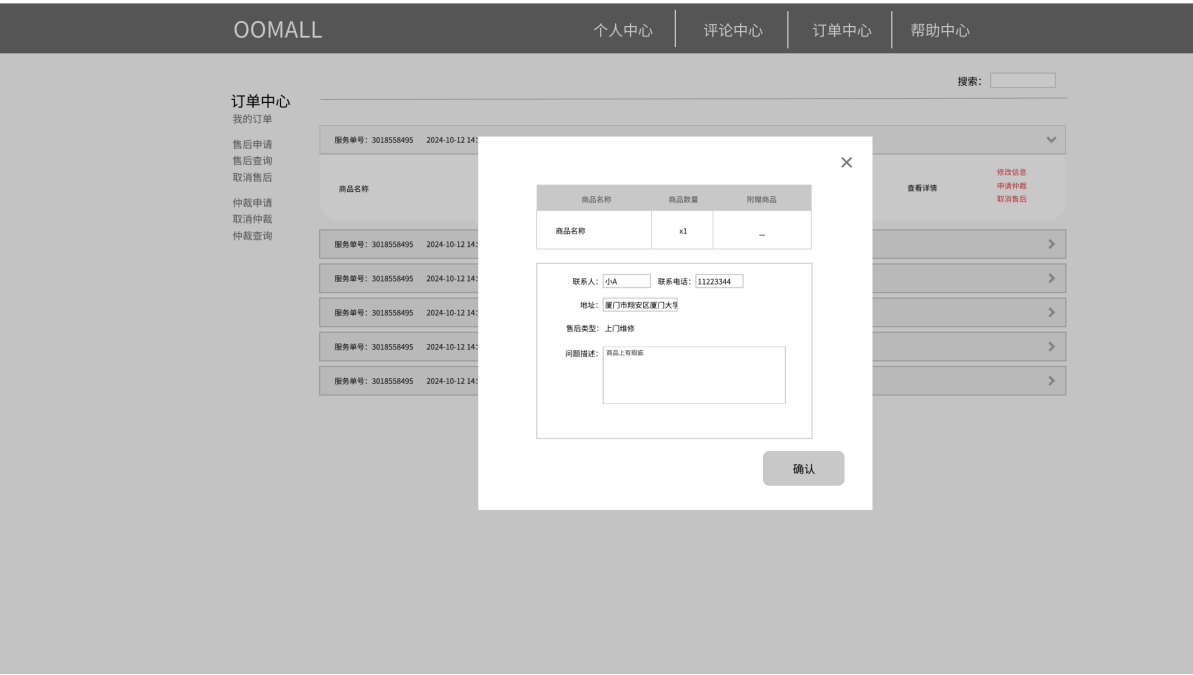 OOMALL 个人中心 评论中心 订单中心 帮助中心
搜索：
订单中心
我的订单
售后申请
售后查询
取消售后
仲裁申请
取消仲裁
仲裁查询
服务单号：3018558495 2024-10-12 14:
商品名称 查看详情
修改信息
申请仲裁
取消售后
服务单号：3018558495 2024-10-12 14:
服务单号：3018558495 2024-10-12 14:
服务单号：3018558495 2024-10-12 14:
服务单号：3018558495 2024-10-12 14:
服务单号：3018558495 2024-10-12 14:
商品名称 商品数量 附赠商品
商品名称 x1 _
联系人：小A 联系电话：11223344
地址：厦门市翔安区厦门大学
售后类型：上门维修
问题描述：商品上有瑕疵
确认